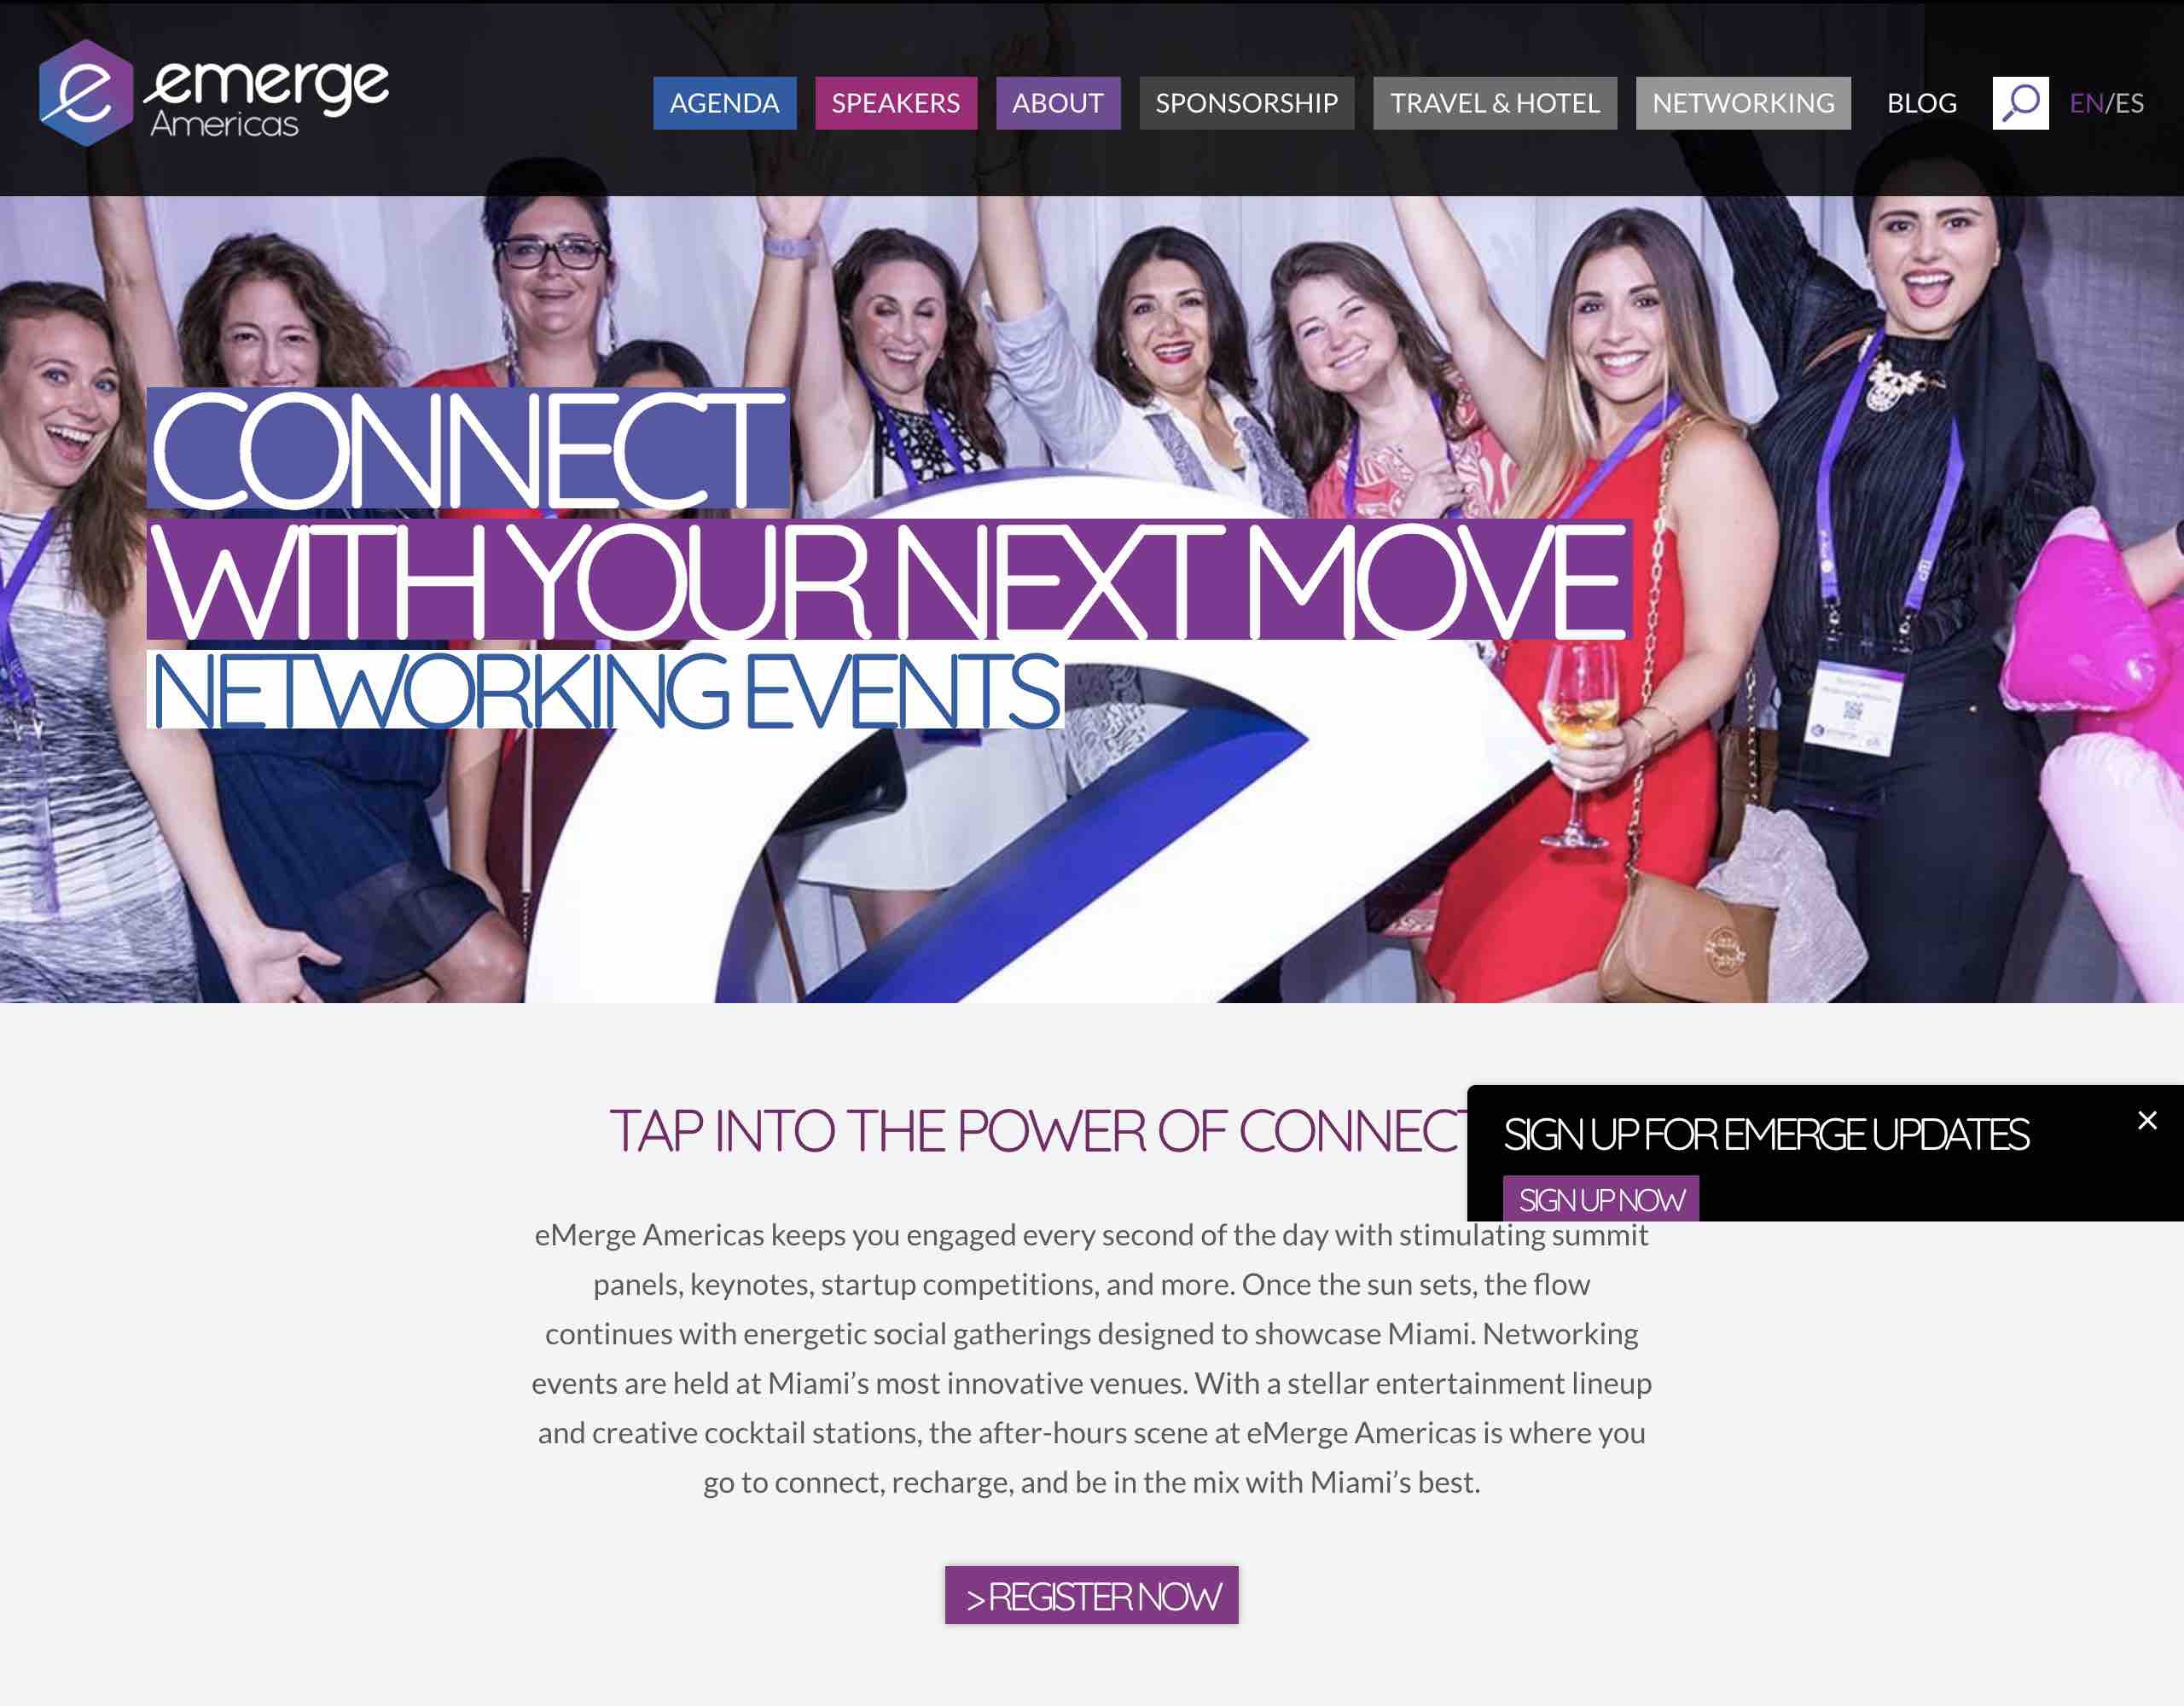 emerge
Americas
AGENDA SPEAKERS ABOUT SPONSORSHIP TRAVEL & HOTEL NETWORKING BLOG EN/ES
CONNECT
WITH YOUR NEXT MOVE
NETWORKING EVENTS
TAP INTO THE POWER OF CONNECT
SIGN UP FOR EMERGE UPDATES
SIGN UP NOW
eMerge Americas keeps you engaged every second of the day with stimulating summit
panels, keynotes, startup competitions, and more. Once the sun sets, the flow
continues with energetic social gatherings designed to showcase Miami. Networking
events are held at Miami’s most innovative venues. With a stellar entertainment lineup
and creative cocktail stations, the after-hours scene at eMerge Americas is where you
go to connect, recharge, and be in the mix with Miami’s best.
> REGISTER NOW